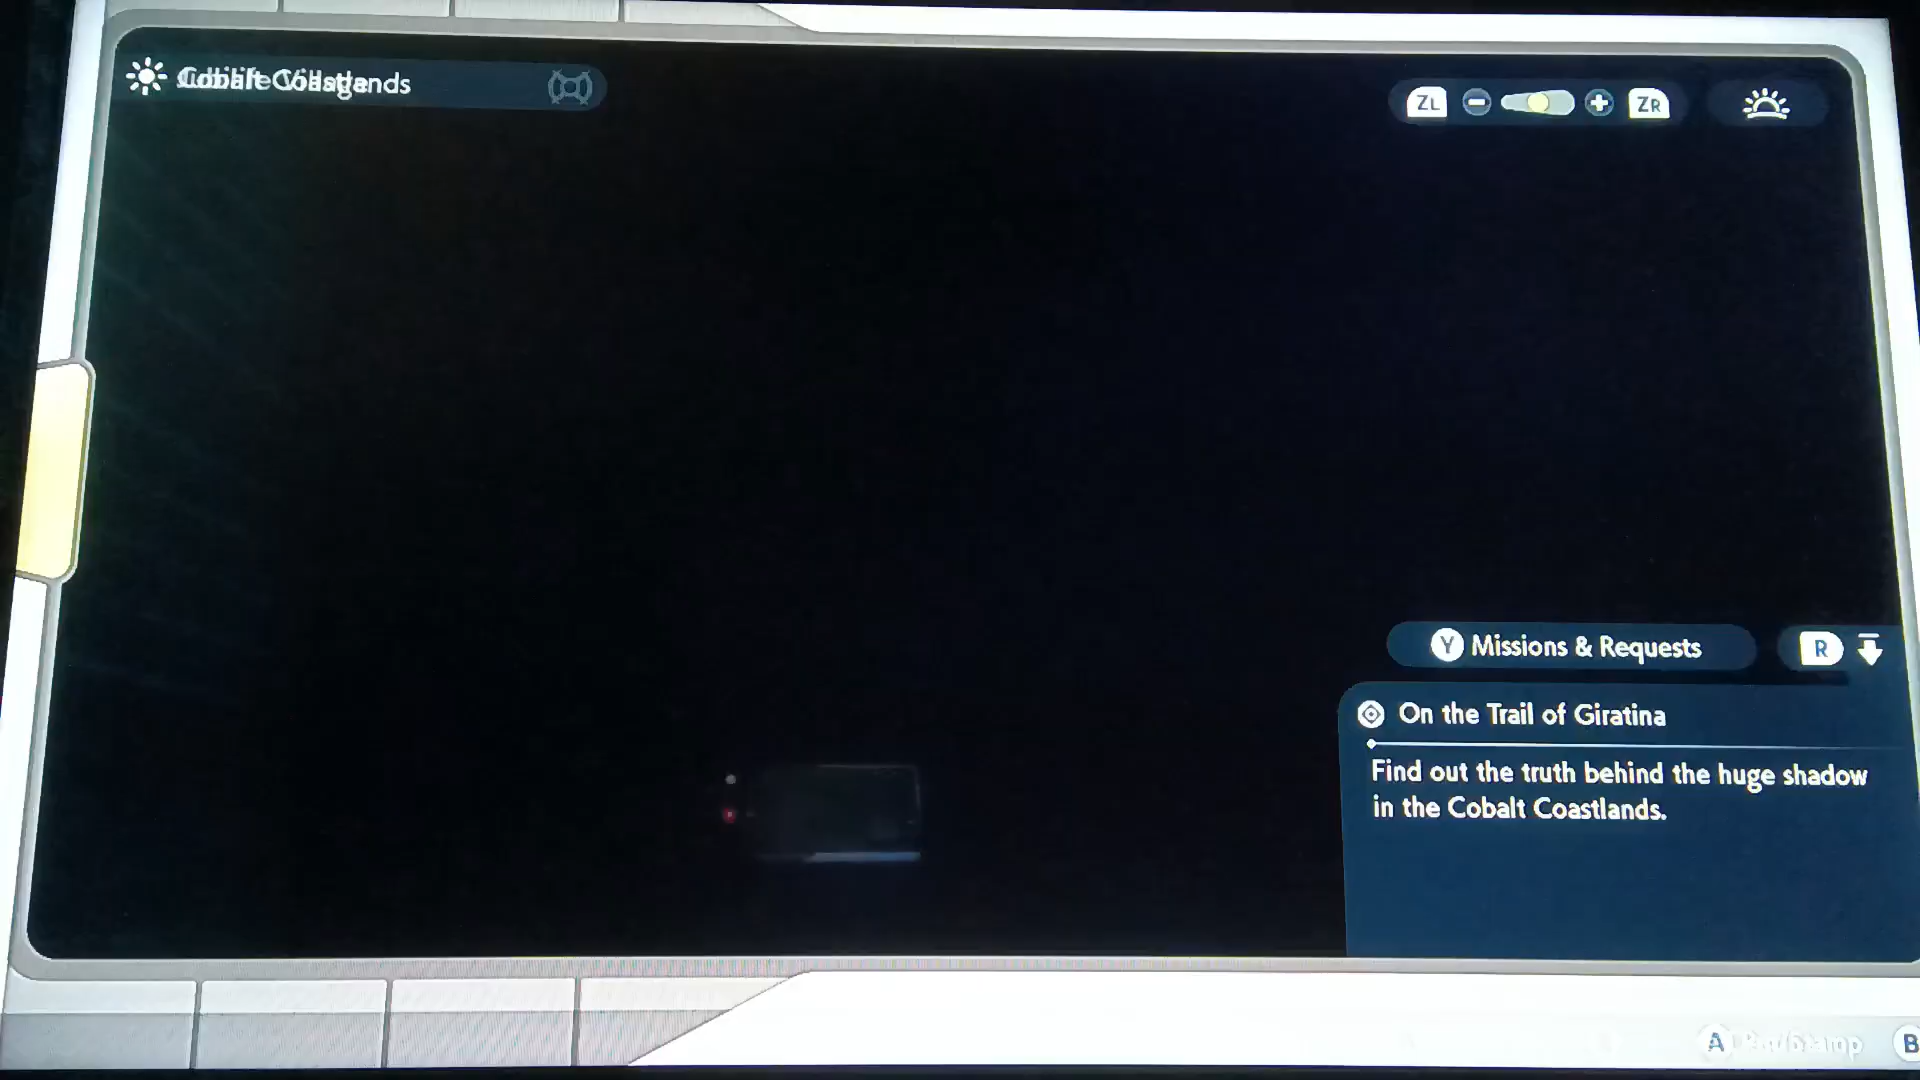 Coastlands
ZL
ZR
Y Missions & Requests
R
On the Trail of Giratina
Find out the truth behind the huge shadow
in the Cobalt Coastlands.
A
B